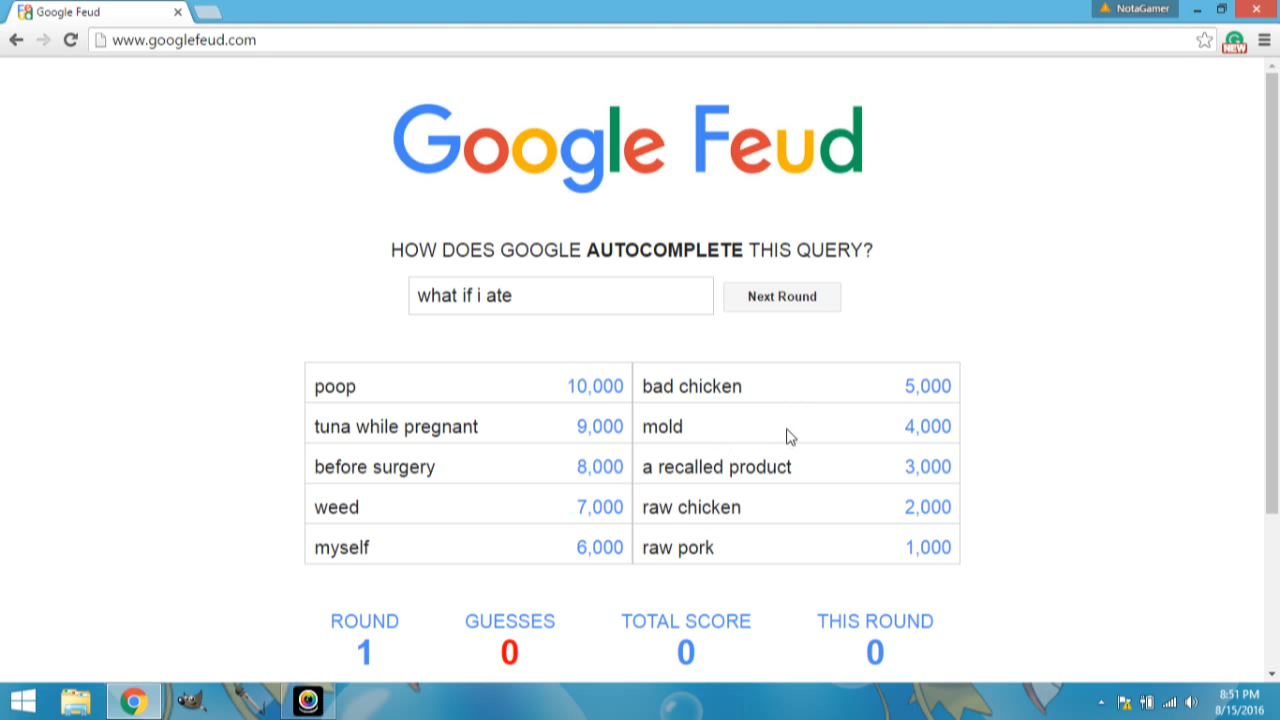 Google Feud
NotaGamer
www.googlefeud.com
NEW
Google Feud
HOW DOES GOOGLE AUTOCOMPLETE THIS QUERY?
what if i ate
Next Round
poop 10,000 bad chicken 5,000
tuna while pregnant 9,000 mold 4,000
before surgery 8,000 a recalled product 3,000
weed 7,000 raw chicken 2,000
myself 6,000 raw pork 1,000
ROUND GUESSES TOTAL SCORE THIS ROUND
1 0 0 0
8:51 PM
8/15/2016